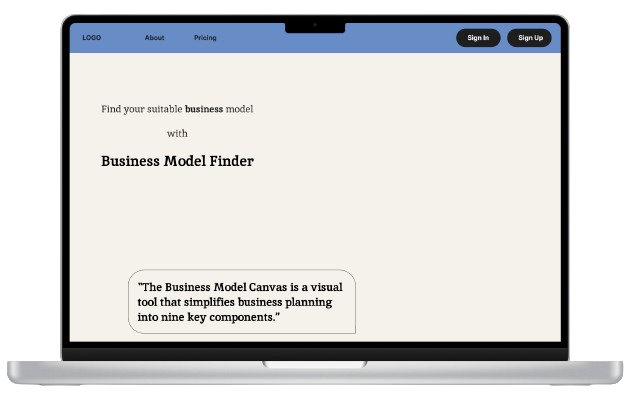 LOGO About Pricing Sign In Sign Up
Find your suitable business model
with
Business Model Finder
"The Business Model Canvas is a visual
tool that simplifies business planning
into nine key components."